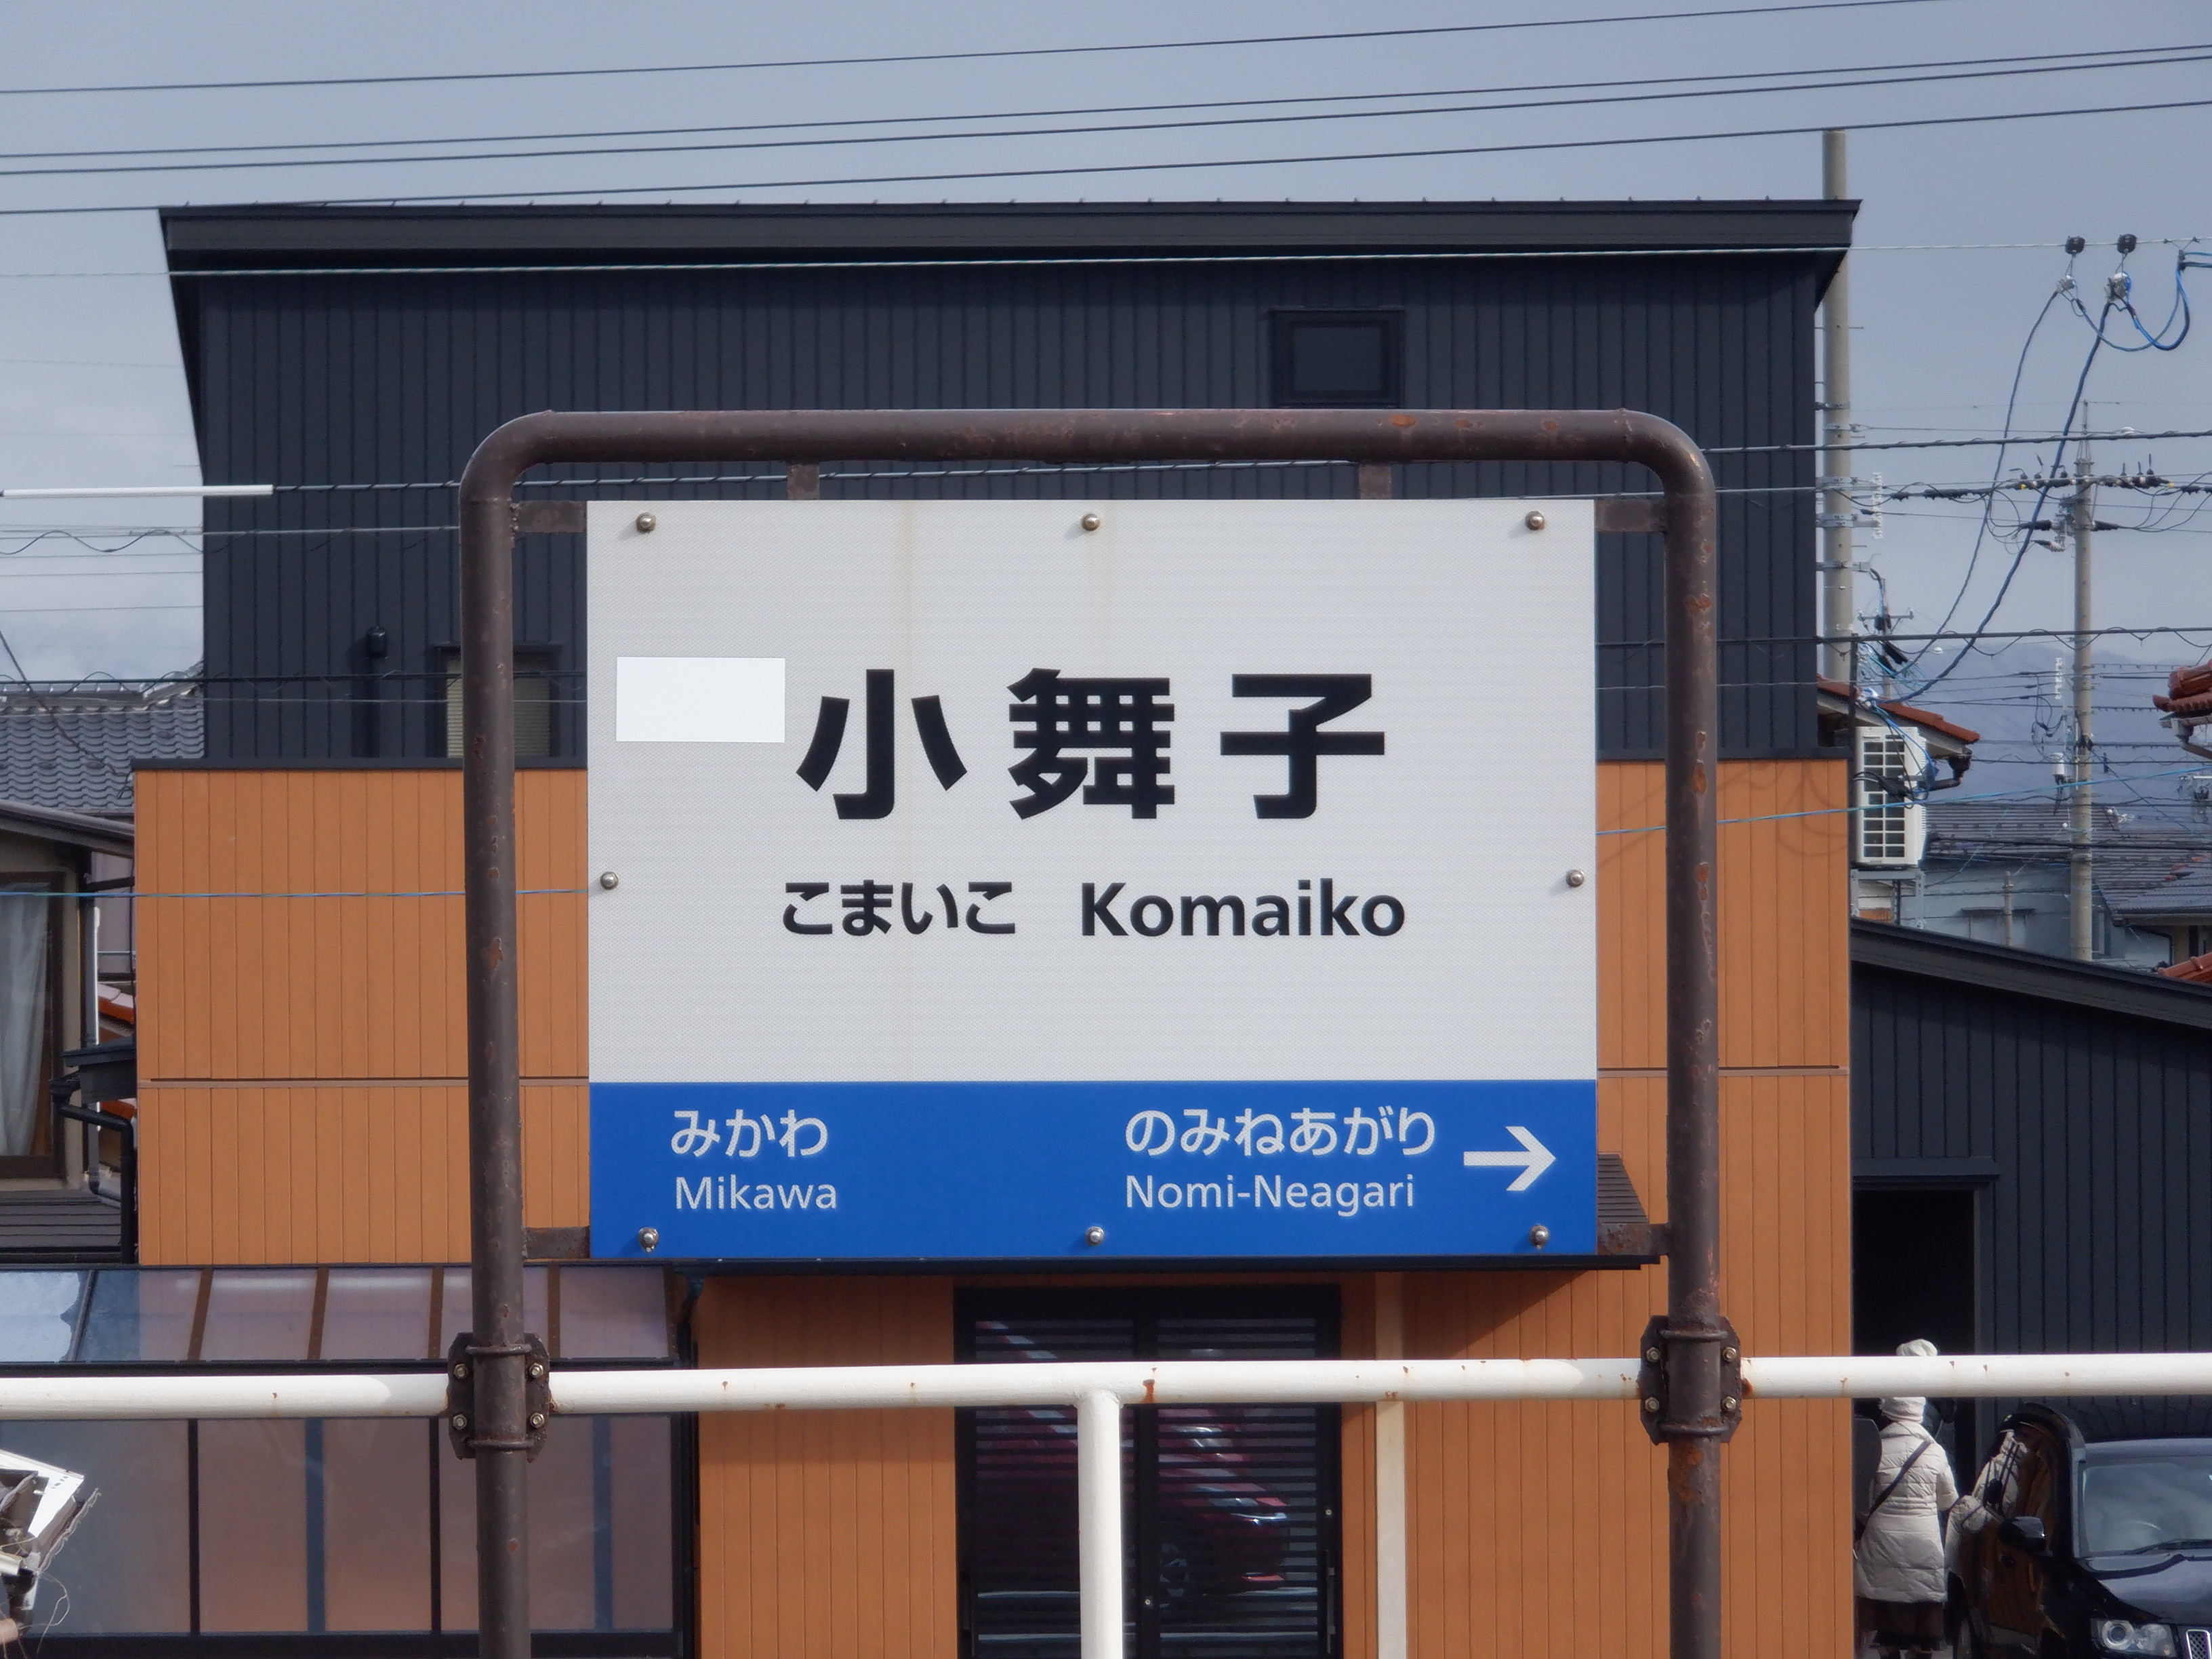 小舞子
こまいこ Komaiko
みかわ のみねあがり →
Mikawa Nomi-Neagari